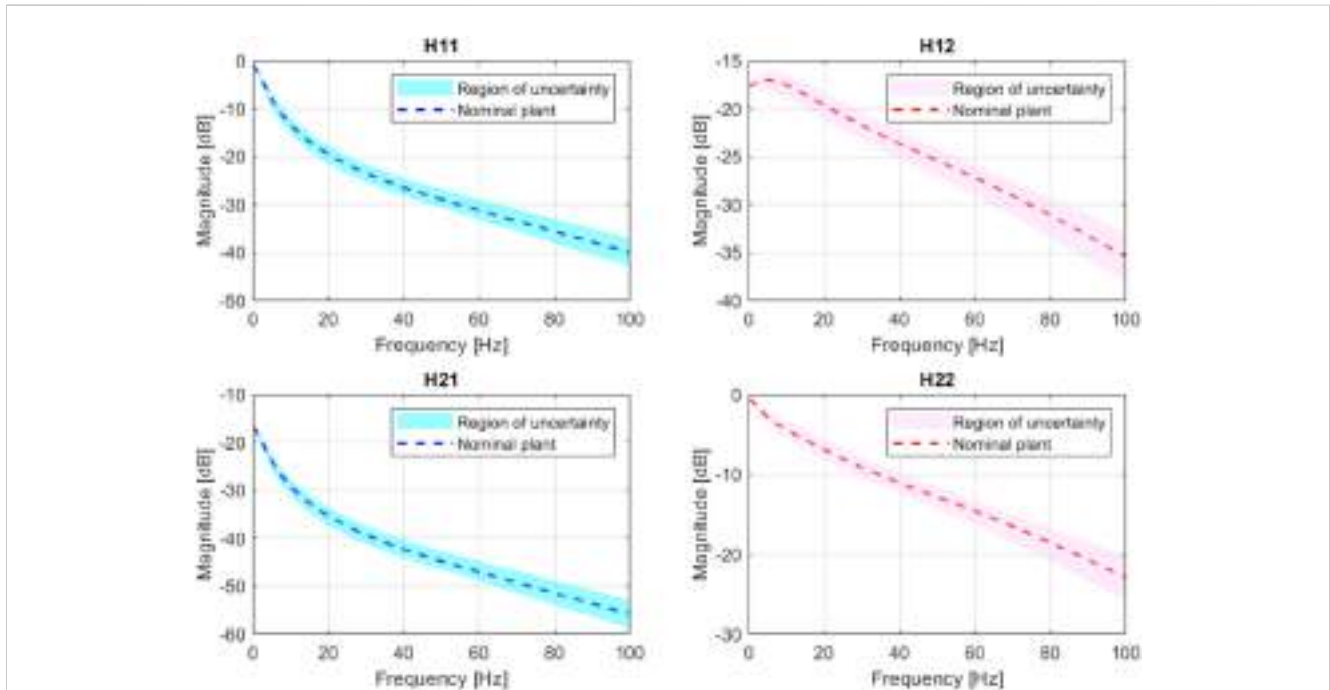 H11
0
-10
-20
-30
-40
-50
Magnitude [dB]
Region of uncertainty
Nominal plant
0 20 40 60 80 100
Frequency [Hz]
H12
-15
-20
-25
-30
-35
-40
Magnitude [dB]
Region of uncertainty
Nominal plant
0 20 40 60 80 100
Frequency [Hz]
H21
-10
-20
-30
-40
-50
-60
Magnitude [dB]
Region of uncertainty
Nominal plant
0 20 40 60 80 100
Frequency [Hz]
H22
0
-10
-20
-30
Magnitude [dB]
Region of uncertainty
Nominal plant
0 20 40 60 80 100
Frequency [Hz]